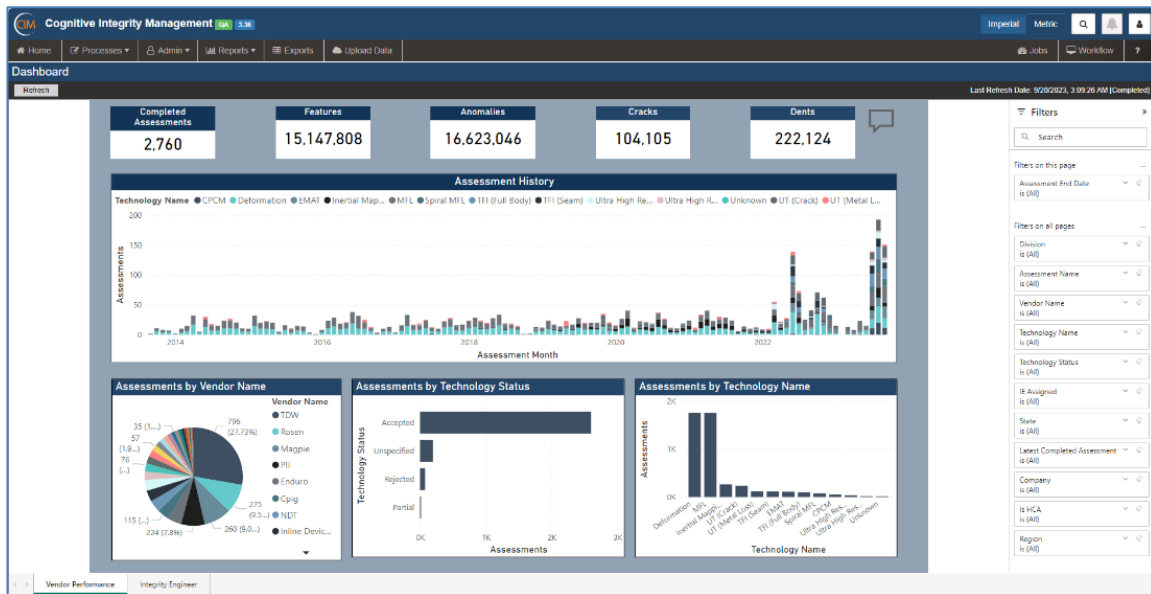 CIM Cognitive Integrity Management QA 3.36 Imperial Metric
Home Processes Admin Reports Exports Upload Data Jobs Workflow ?
Dashboard
Refresh Last Refresh Date: 9/20/2023, 3:09:26 AM [Completed]
Completed Assessments
2,760
Features
15,147,808
Anomalies
16,623,046
Cracks
104,105
Dents
222,124
Assessment History
Technology Name CPCM Deformation EMAT Inertial Map... MFL Spiral MFL TFI (Full Body) TFI (Seam) Ultra High Re... Ultra High R... Unknown UT (Crack) UT (Metal L...
Assessments
200
150
100
50
0
2014 2016 2018 2020 2022
Assessment Month
Assessments by Vendor Name
Vendor Name
TDW
Rosen
Magpie
PII
Enduro
Cpig
NDT
Inline Devic...
796
(27.72%)
275
(9.5...
260 (9.0...
224 (7.8%)
115 (...
76
(...
57
(1.9...
35 (1....
Assessments by Technology Status
Technology Status
Accepted
Unspecified
Rejected
Partial
0K 1K 2K 3K
Assessments
Assessments by Technology Name
Assessments
2K
1K
0K
Deformation
MFL
Inertial Mappi...
UT (Crack)
UT (Metal Loss)
TFI (Seam)
EMAT
TFI (Full Body)
Spiral MFL
CPCM
Ultra High Res...
Ultra High Res...
Unknown
Technology Name
Filters
Search
Filters on this page
Assessment End Date
is (All)
Filters on all pages
Division
is (All)
Assessment Name
is (All)
Vendor Name
is (All)
Technology Name
is (All)
Technology Status
is (All)
IE Assigned
is (All)
State
is (All)
Latest Completed Assessment
is (All)
Company
is (All)
Is HCA
is (All)
Region
is (All)
Vendor Performance Integrity Engineer